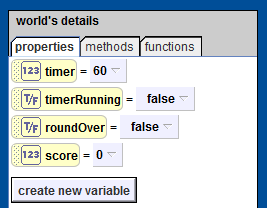 world's details
properties methods functions
123 timer = 60
T/F timerRunning = false
T/F roundOver = false
123 score = 0
create new variable